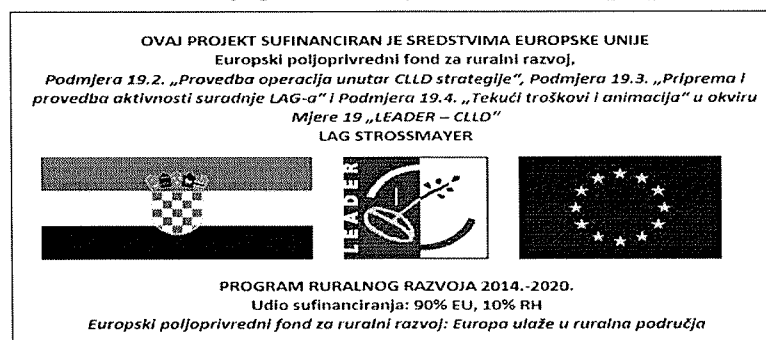 OVAJ PROJEKT SUFINANCIRAN JE SREDSTVIMA EUROPSKE UNIJE
Europski poljoprivredni fond za ruralni razvoj,
Podmjera 19.2. „Provedba operacija unutar CLLD strategije“, Podmjera 19.3. „Priprema i
provedba aktivnosti suradnje LAG-a“ i Podmjera 19.4. „Tekući troškovi i animacija“ u okviru
Mjere 19 „LEADER – CLLD“
LAG STROSSMAYER
LEADER
PROGRAM RURALNOG RAZVOJA 2014.-2020.
Udio sufinanciranja: 90% EU, 10% RH
Europski poljoprivredni fond za ruralni razvoj: Europa ulaže u ruralna područja